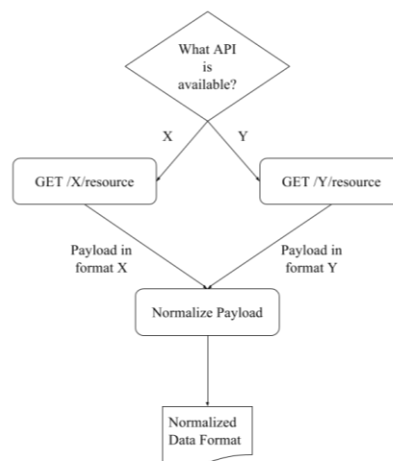 What API
is
available?
X
Y
GET /X/resource
GET /Y/resource
Payload in
format X
Payload in
format Y
Normalize Payload
Normalized
Data Format